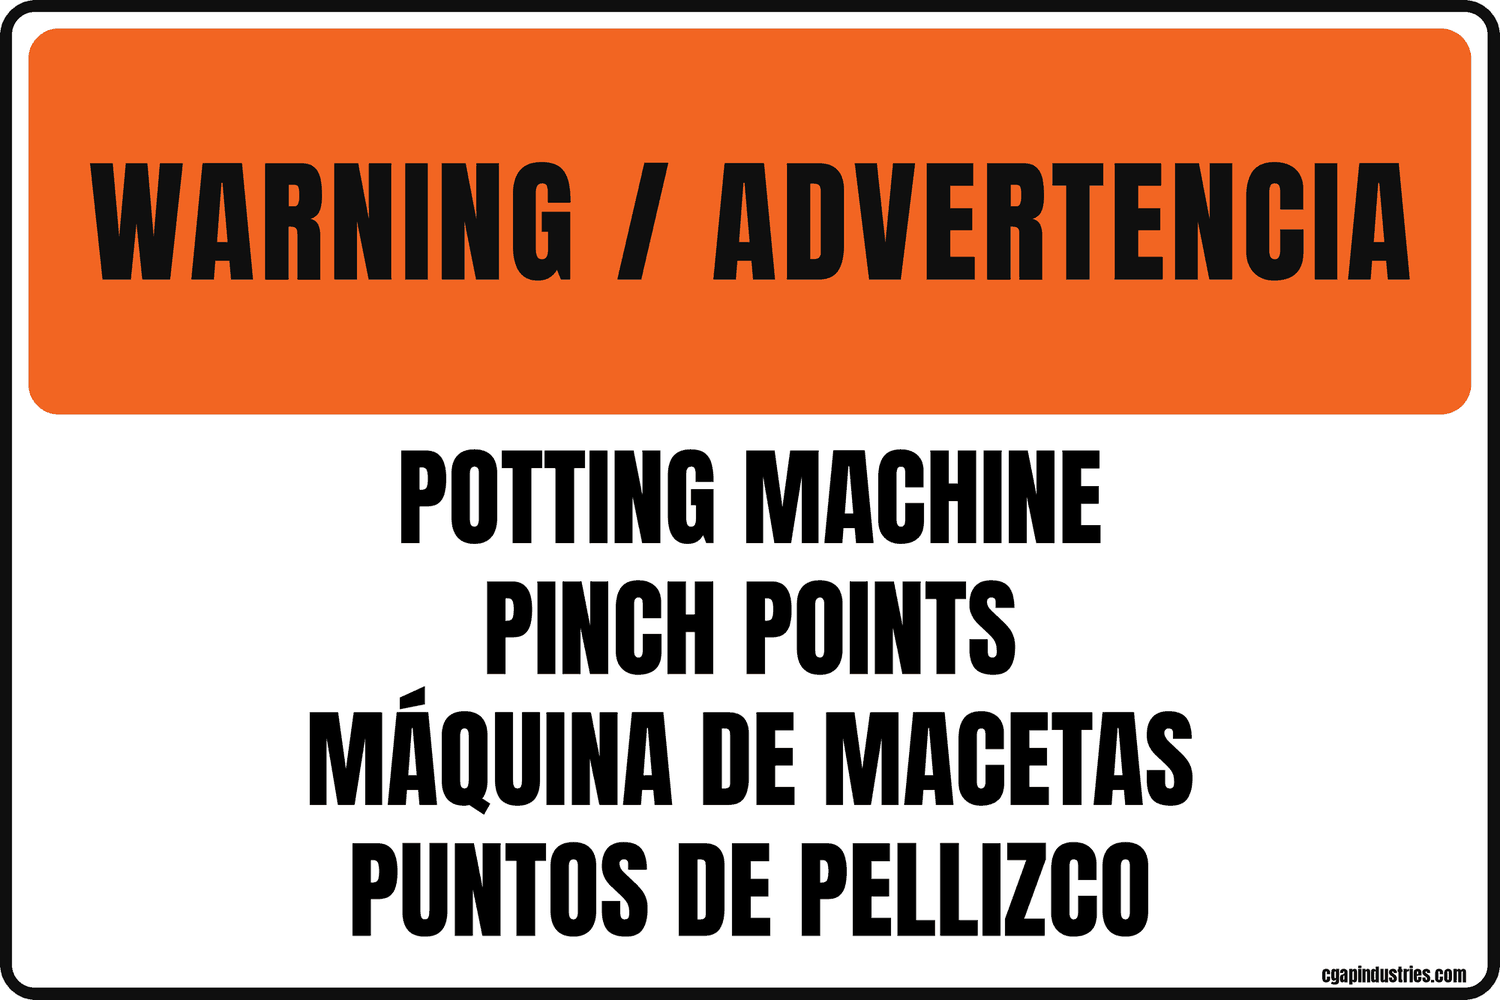 WARNING / ADVERTENCIA
POTTING MACHINE
PINCH POINTS
MÁQUINA DE MACETAS
PUNTOS DE PELLIZCO
cgapindustries.com